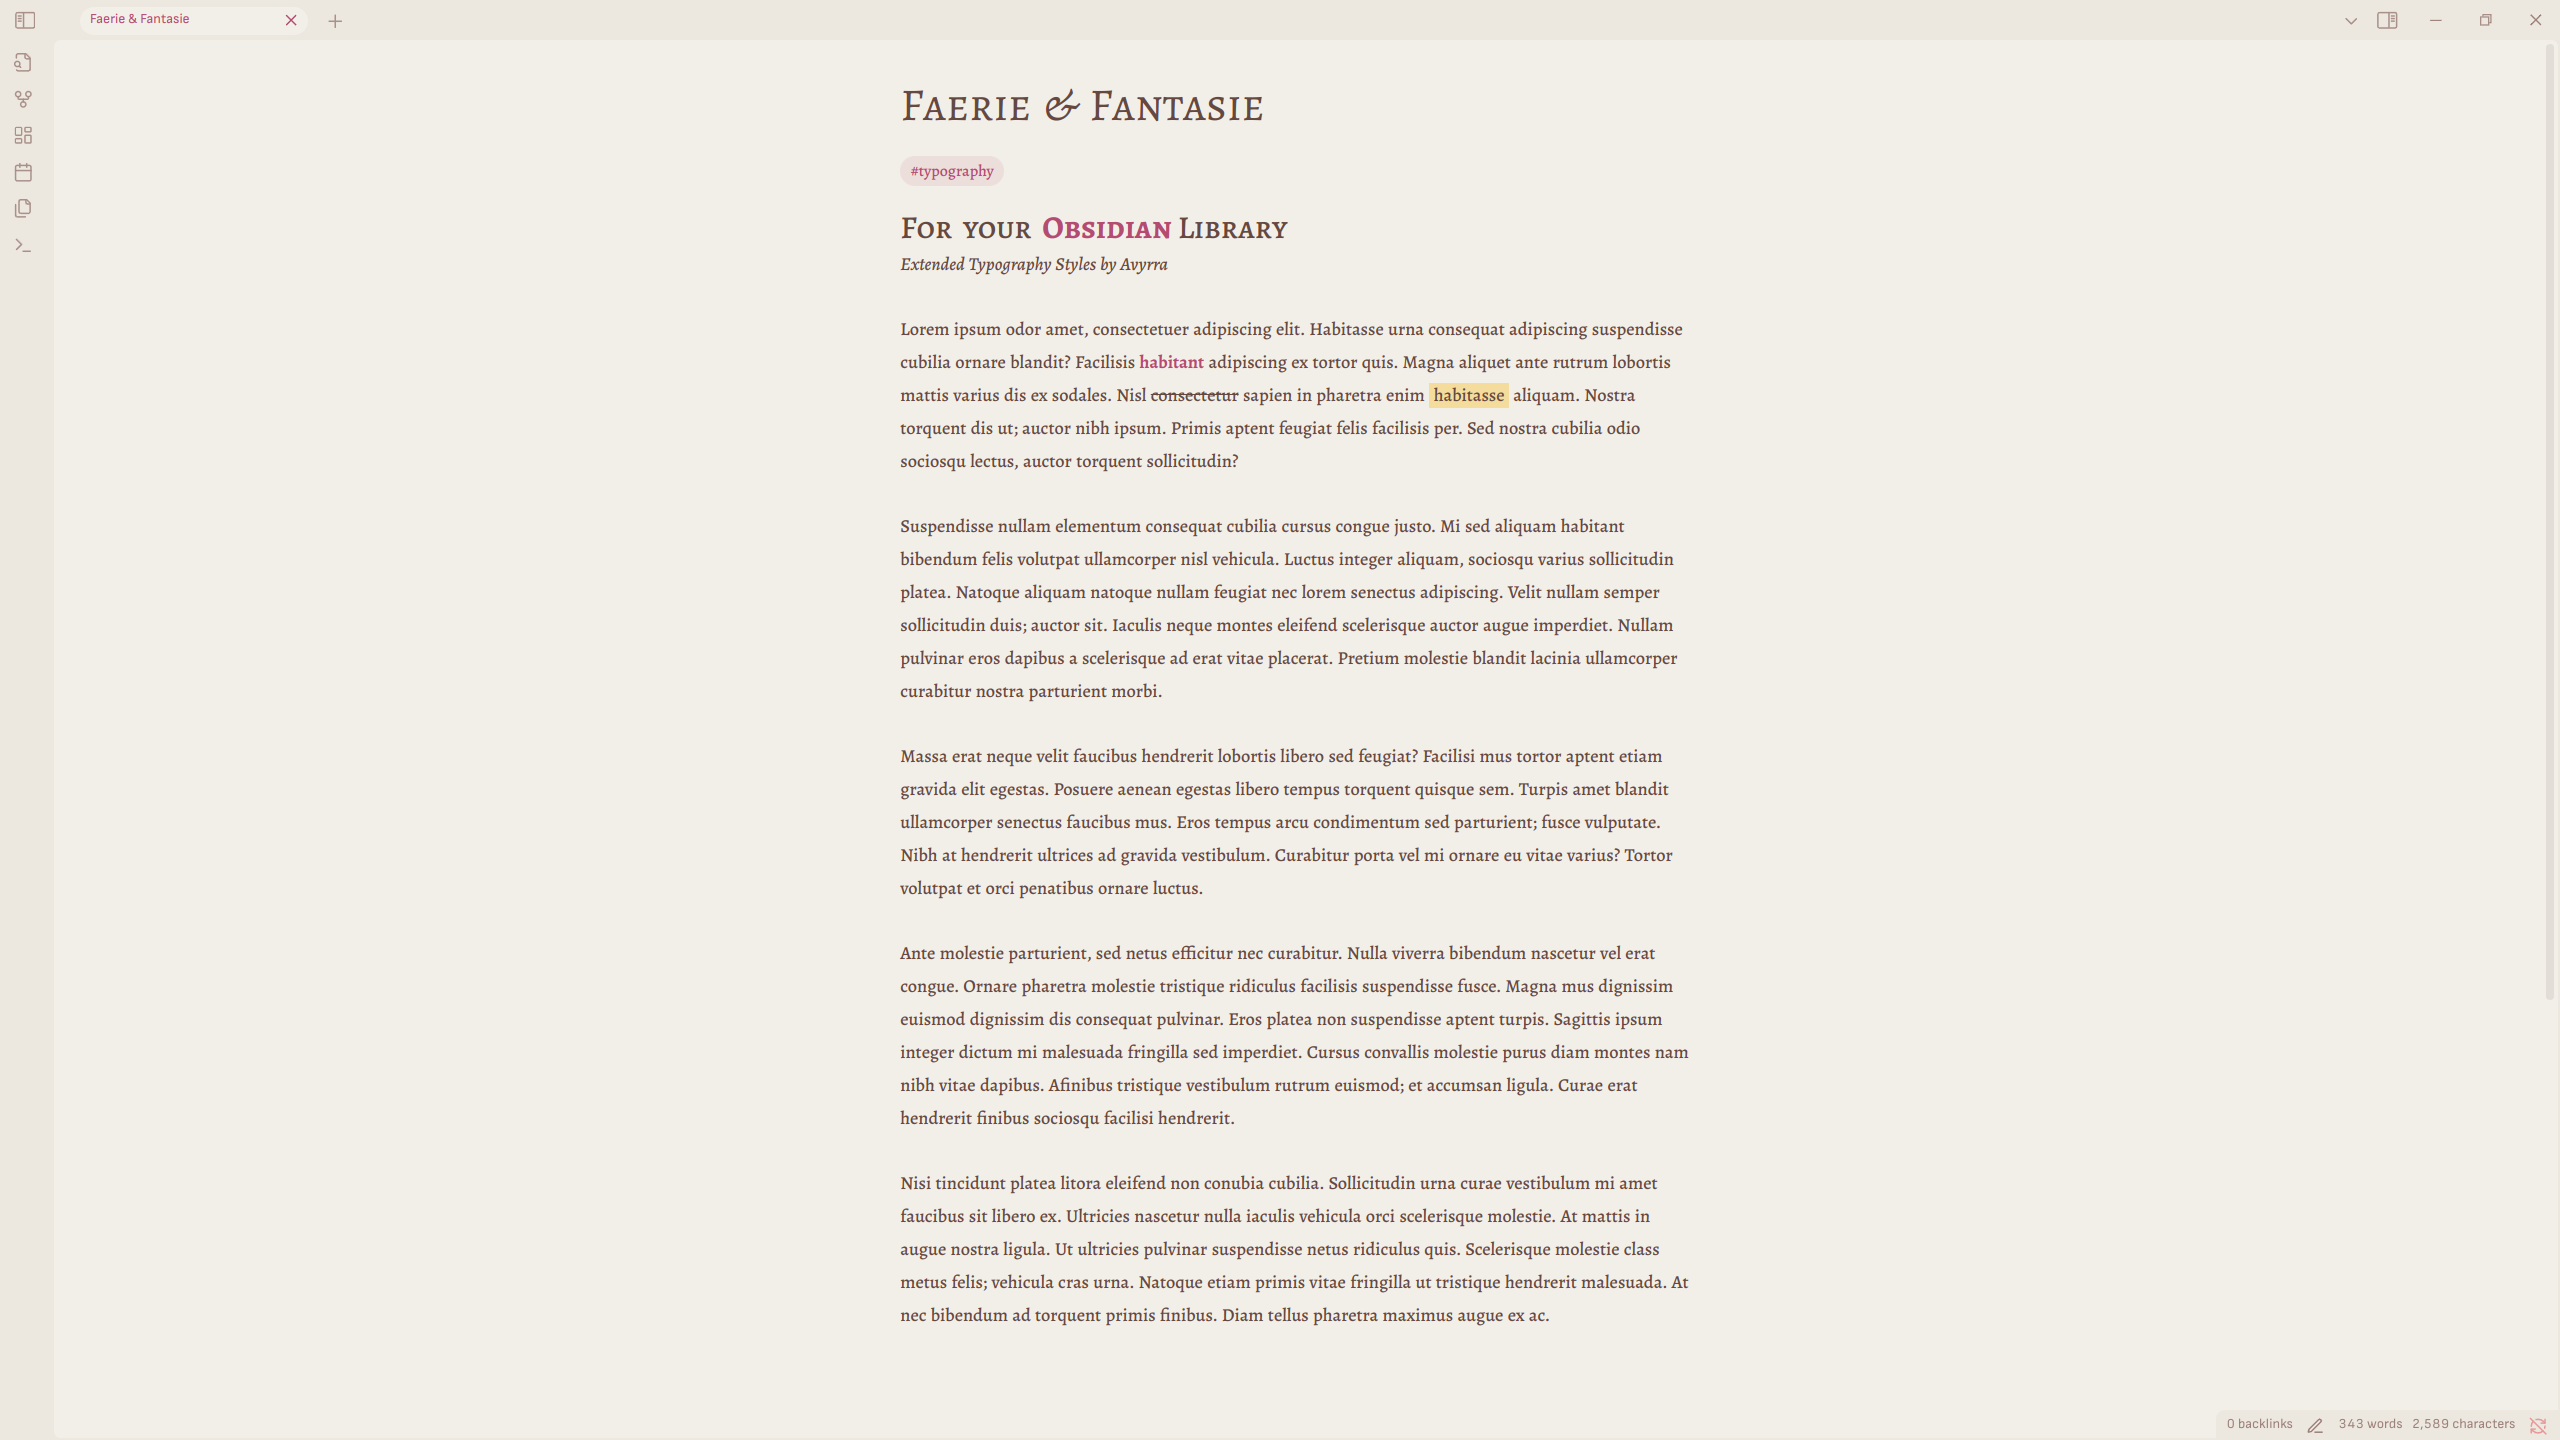 Faerie & Fantasie
Faerie & Fantasie
#typography
For your Obsidian Library
Extended Typography Styles by Avyrra
Lorem ipsum odor amet, consectetuer adipiscing elit. Habitasse urna consequat adipiscing suspendisse
cubilia ornare blandit? Facilisis habitant adipiscing ex tortor quis. Magna aliquet ante rutrum lobortis
mattis varius dis ex sodales. Nisl consectetur sapien in pharetra enim habitasse aliquam. Nostra
torquent dis ut; auctor nibh ipsum. Primis aptent feugiat felis facilisis per. Sed nostra cubilia odio
sociosqu lectus, auctor torquent sollicitudin?
Suspendisse nullam elementum consequat cubilia cursus congue justo. Mi sed aliquam habitant
bibendum felis volutpat ullamcorper nisl vehicula. Luctus integer aliquam, sociosqu varius sollicitudin
platea. Natoque aliquam natoque nullam feugiat nec lorem senectus adipiscing. Velit nullam semper
sollicitudin duis; auctor sit. Iaculis neque montes eleifend scelerisque auctor augue imperdiet. Nullam
pulvinar eros dapibus a scelerisque ad erat vitae placerat. Pretium molestie blandit lacinia ullamcorper
curabitur nostra parturient morbi.
Massa erat neque velit faucibus hendrerit lobortis libero sed feugiat? Facilisi mus tortor aptent etiam
gravida elit egestas. Posuere aenean egestas libero tempus torquent quisque sem. Turpis amet blandit
ullamcorper senectus faucibus mus. Eros tempus arcu condimentum sed parturient; fusce vulputate.
Nibh at hendrerit ultrices ad gravida vestibulum. Curabitur porta vel mi ornare eu vitae varius? Tortor
volutpat et orci penatibus ornare luctus.
Ante molestie parturient, sed netus efficitur nec curabitur. Nulla viverra bibendum nascetur vel erat
congue. Ornare pharetra molestie tristique ridiculus facilisis suspendisse fusce. Magna mus dignissim
euismod dignissim dis consequat pulvinar. Eros platea non suspendisse aptent turpis. Sagittis ipsum
integer dictum mi malesuada fringilla sed imperdiet. Cursus convallis molestie purus diam montes nam
nibh vitae dapibus. Afinibus tristique vestibulum rutrum euismod; et accumsan ligula. Curae erat
hendrerit finibus sociosqu facilisi hendrerit.
Nisi tincidunt platea litora eleifend non conubia cubilia. Sollicitudin urna curae vestibulum mi amet
faucibus sit libero ex. Ultricies nascetur nulla iaculis vehicula orci scelerisque molestie. At mattis in
augue nostra ligula. Ut ultricies pulvinar suspendisse netus ridiculus quis. Scelerisque molestie class
metus felis; vehicula cras urna. Natoque etiam primis vitae fringilla ut tristique hendrerit malesuada. At
nec bibendum ad torquent primis finibus. Diam tellus pharetra maximus augue ex ac.
0 backlinks 343 words 2,589 characters